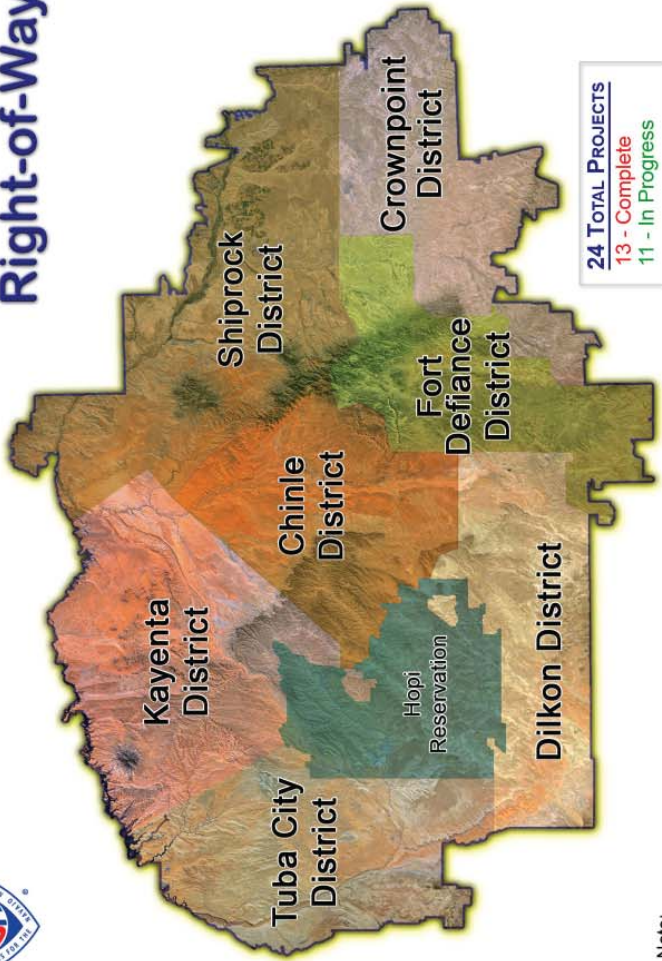 Right-of-Way
Kayenta
District
Shiprock
District
Crownpoint
District
Tuba City
District
Chinle
District
Fort
Defiance
District
Hopi
Reservation
Dilkon District
24 TOTAL PROJECTS
13 - Complete
11 - In Progress
Note: